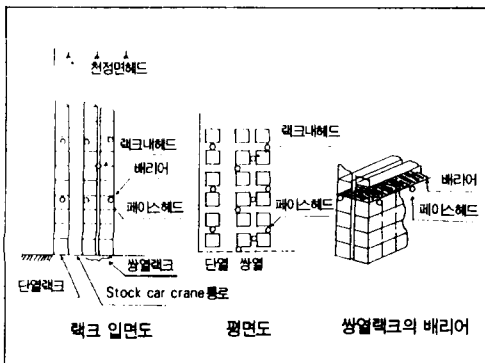 천정면헤드
랙크내헤드
배리어
페이스헤드
쌍열랙크
단열랙크
Stock car crane통로
랙크 입면도
랙크내헤드
페이스헤드
단열 쌍열
평면도
배리어
페이스헤드
쌍열랙크의 배리어